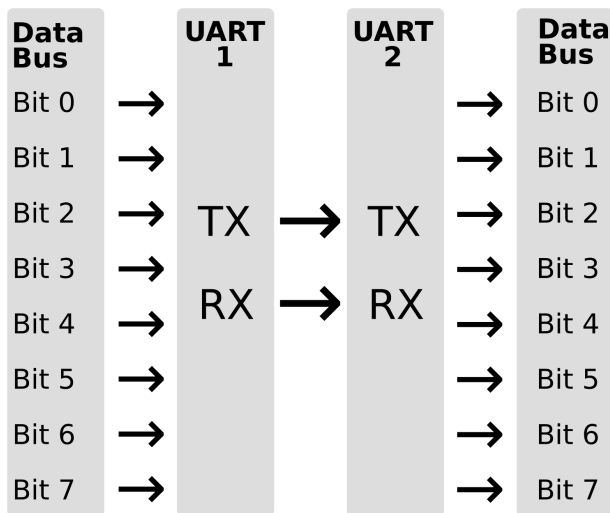 Data
Bus
Bit 0
Bit 1
Bit 2
Bit 3
Bit 4
Bit 5
Bit 6
Bit 7
UART
1
TX
RX
UART
2
TX
RX
Data
Bus
Bit 0
Bit 1
Bit 2
Bit 3
Bit 4
Bit 5
Bit 6
Bit 7